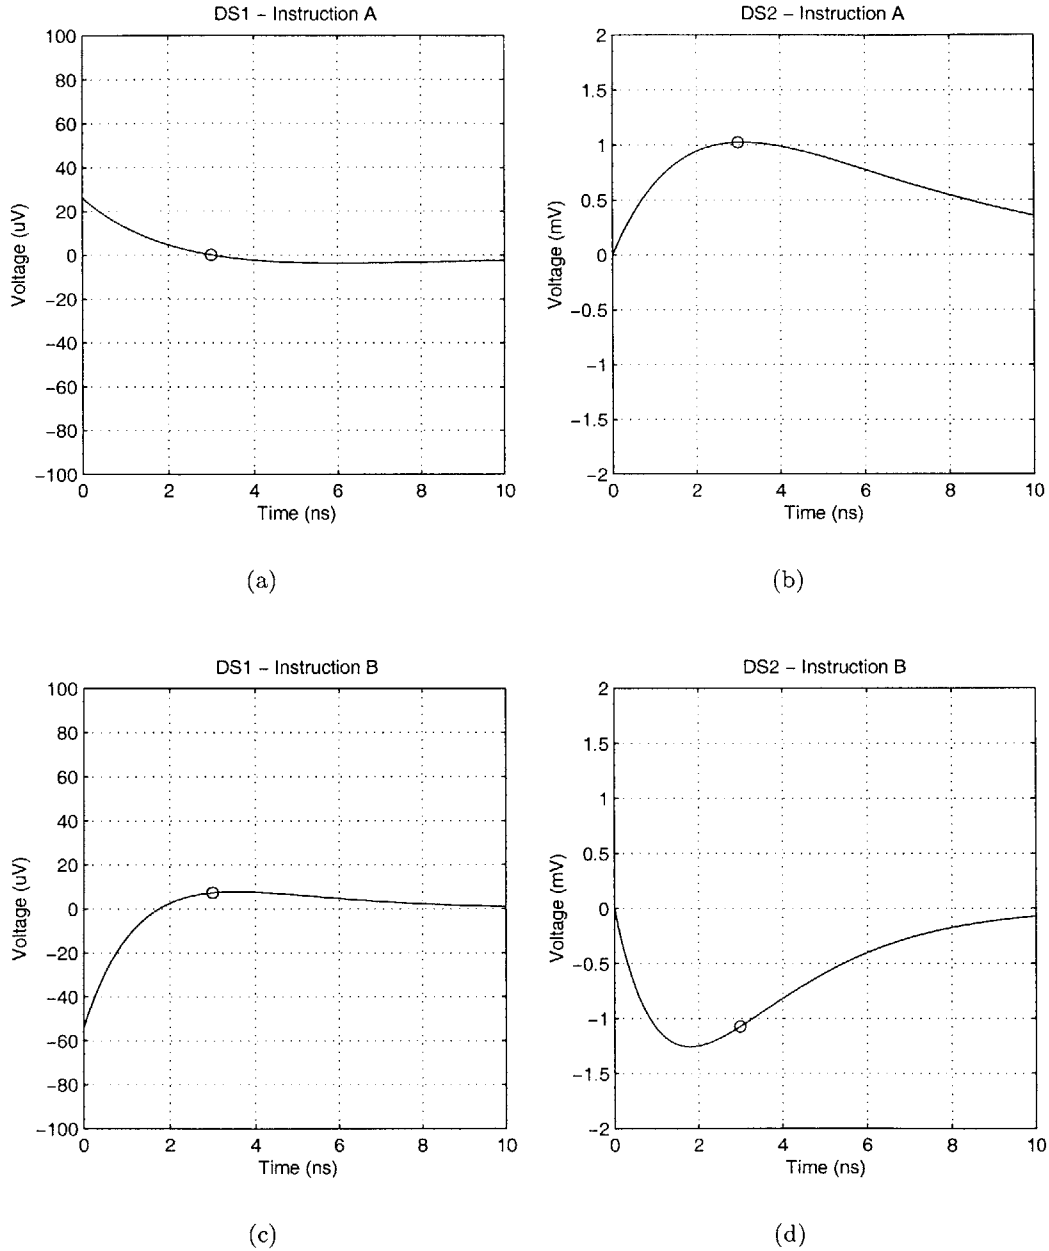 DS1 – Instruction A
100
80
60
40
20
0
−20
−40
−60
−80
−100
Voltage (uV)
0 2 4 6 8 10
Time (ns)
(a)
DS2 – Instruction A
2
1.5
1
0.5
0
−0.5
−1
−1.5
−2
Voltage (mV)
0 2 4 6 8 10
Time (ns)
(b)
DS1 – Instruction B
100
80
60
40
20
0
−20
−40
−60
−80
−100
Voltage (uV)
0 2 4 6 8 10
Time (ns)
(c)
DS2 – Instruction B
2
1.5
1
0.5
0
−0.5
−1
−1.5
−2
Voltage (mV)
0 2 4 6 8 10
Time (ns)
(d)